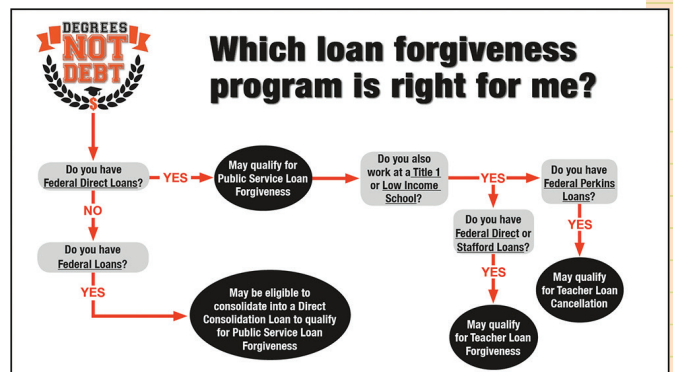 DEGREES
NOT
DEBT
$
Which loan forgiveness
program is right for me?
Do you have
Federal Direct Loans?
YES
May qualify for
Public Service Loan
Forgiveness
Do you also
work at a Title 1
or Low Income
School?
YES
Do you have
Federal Perkins
Loans?
NO
Do you have
Federal Direct or
Stafford Loans?
YES
Do you have
Federal Loans?
YES
May qualify
for Teacher Loan
Cancellation
YES
May be eligible to
consolidate into a Direct
Consolidation Loan to qualify
for Public Service Loan
Forgiveness
May qualify
for Teacher Loan
Forgiveness